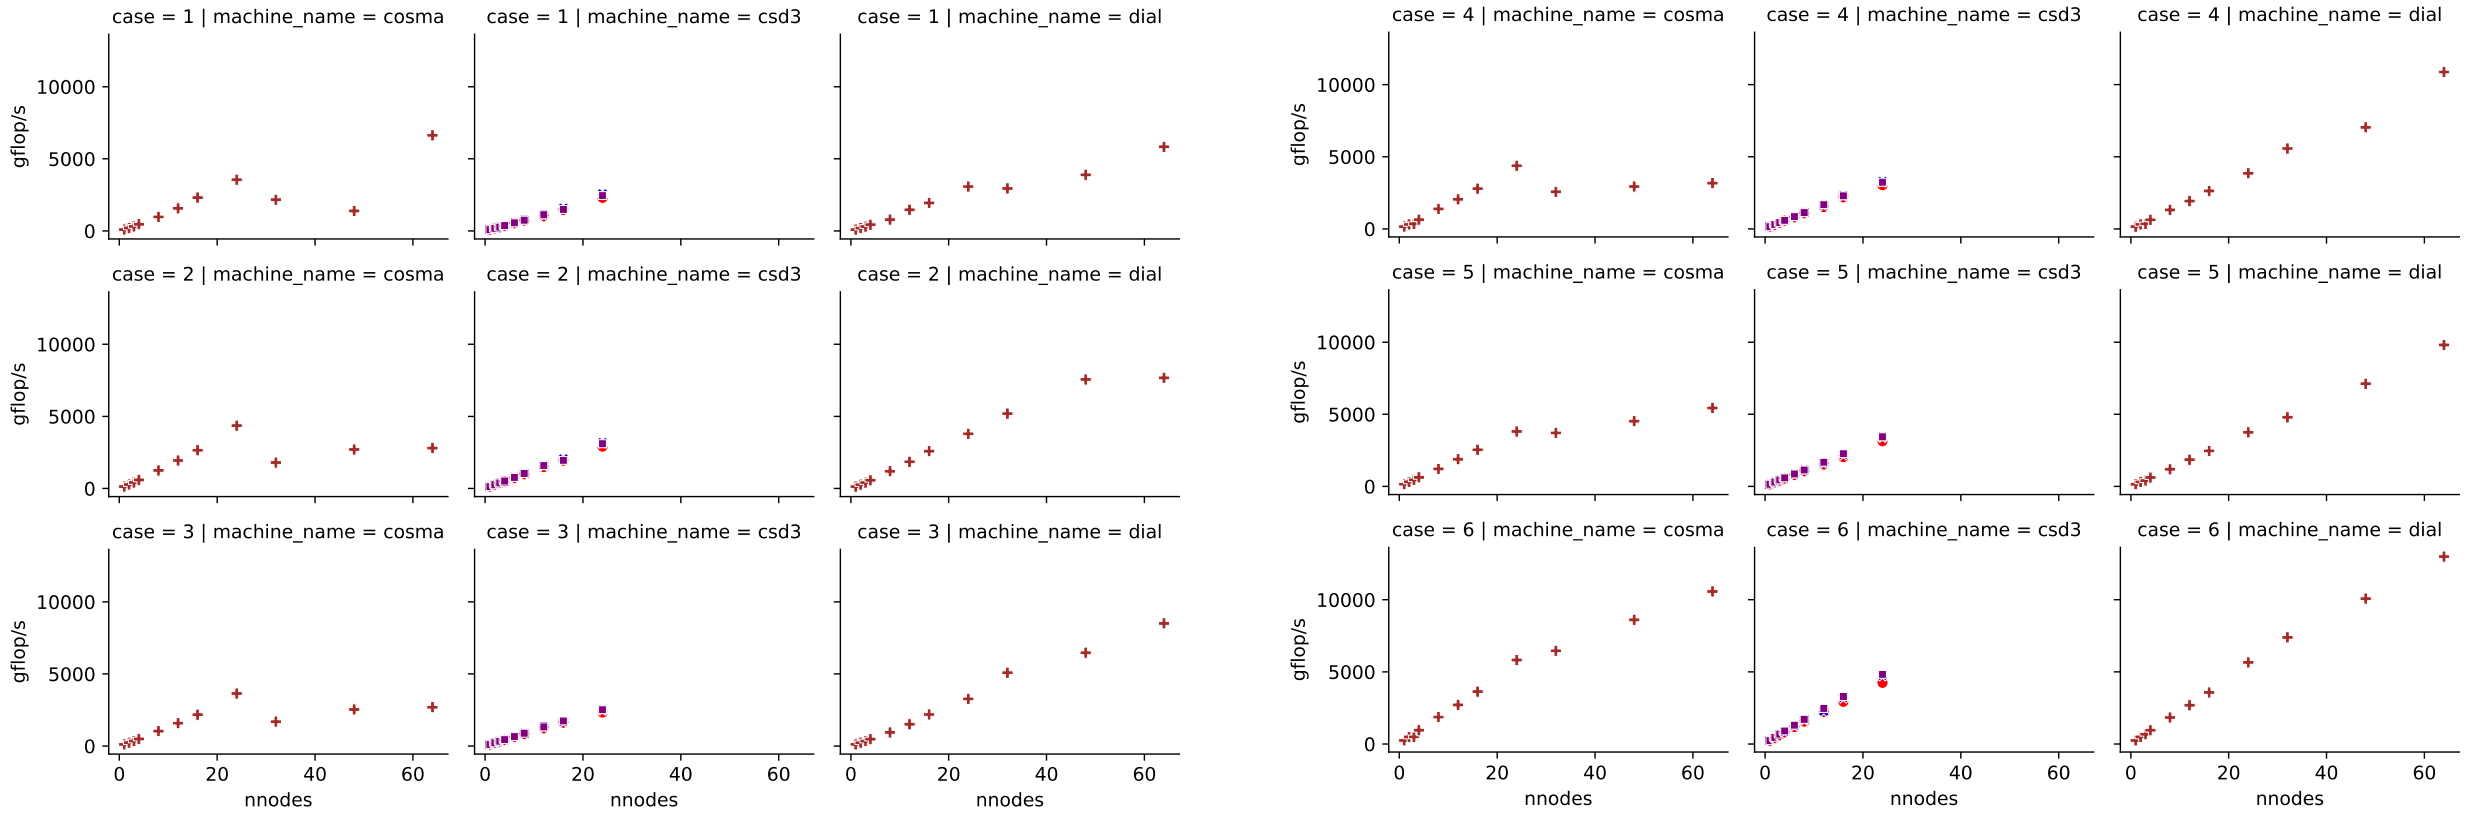 case = 1 | machine_name = cosma
case = 1 | machine_name = csd3
case = 1 | machine_name = dial
10000
5000
0
gflop/s
case = 2 | machine_name = cosma
case = 2 | machine_name = csd3
case = 2 | machine_name = dial
10000
5000
0
gflop/s
case = 3 | machine_name = cosma
case = 3 | machine_name = csd3
case = 3 | machine_name = dial
10000
5000
0
gflop/s
0 20 40 60
0 20 40 60
0 20 40 60
nnodes
nnodes
nnodes
case = 4 | machine_name = cosma
case = 4 | machine_name = csd3
case = 4 | machine_name = dial
10000
5000
0
gflop/s
case = 5 | machine_name = cosma
case = 5 | machine_name = csd3
case = 5 | machine_name = dial
10000
5000
0
gflop/s
case = 6 | machine_name = cosma
case = 6 | machine_name = csd3
case = 6 | machine_name = dial
10000
5000
0
gflop/s
0 20 40 60
0 20 40 60
0 20 40 60
nnodes
nnodes
nnodes